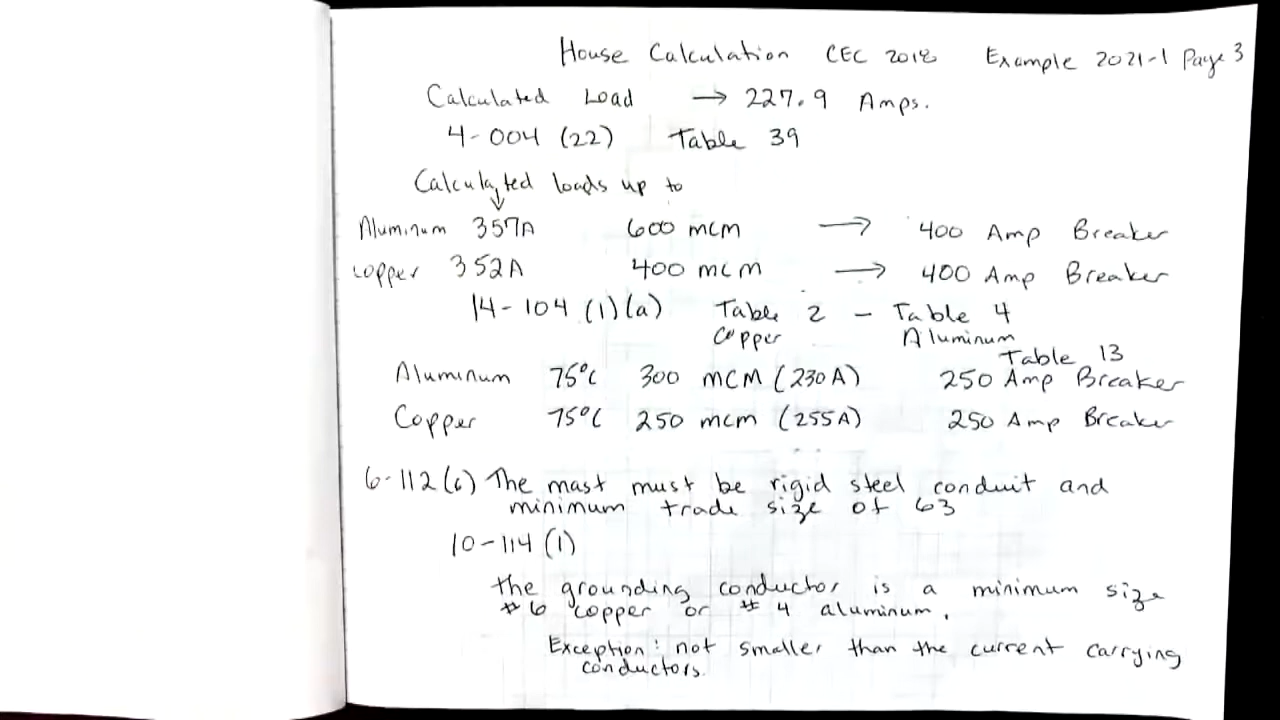 House Calculation CEC 2018 Example 2021-1 Page 3
Calculated Load → 227.9 Amps.
4-004 (22) Table 39
Calculated loads up to
Aluminum 357A 600 mcm → 400 Amp Breaker
Copper 352A 400 mcm → 400 Amp Breaker
14-104 (1)(a) Table 2 - Table 4
Copper Aluminum
Table 13
Aluminum 75°C 300 MCM (230A) 250 Amp Breaker
Copper 75°C 250 mcm (255A) 250 Amp Breaker
6-112(6) The mast must be rigid steel conduit and
minimum trade size of 63
10-114 (1)
the grounding conductor is a minimum size
#6 copper or #4 aluminum.
Exception: not smaller than the current carrying
conductors.